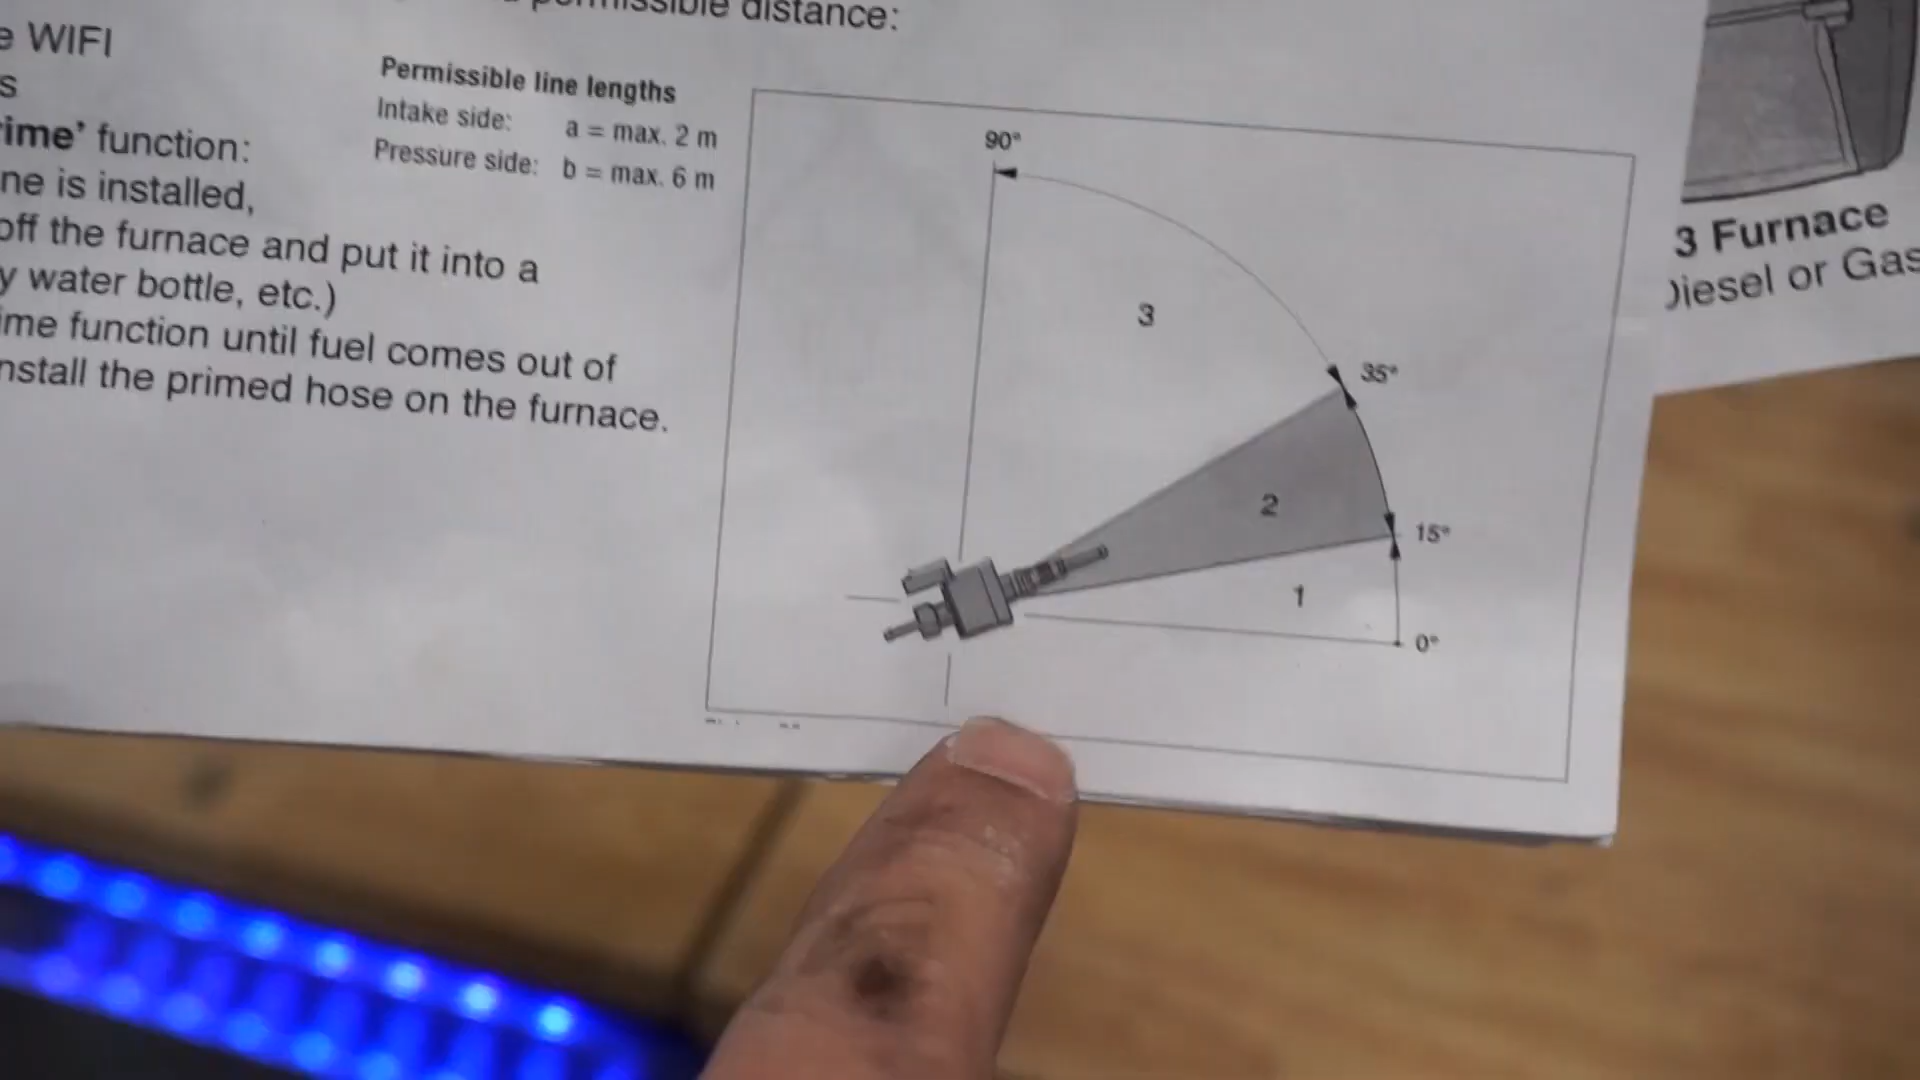 permissible distance:
e WIFI
s
ime' function:
ne is installed,
off the furnace and put it into a
y water bottle, etc.)
ime function until fuel comes out of
nstall the primed hose on the furnace.
Permissible line lengths
Intake side: a = max. 2 m
Pressure side: b = max. 6 m
90°
3
35°
2
15°
1
0°
3 Furnace
Diesel or Gas